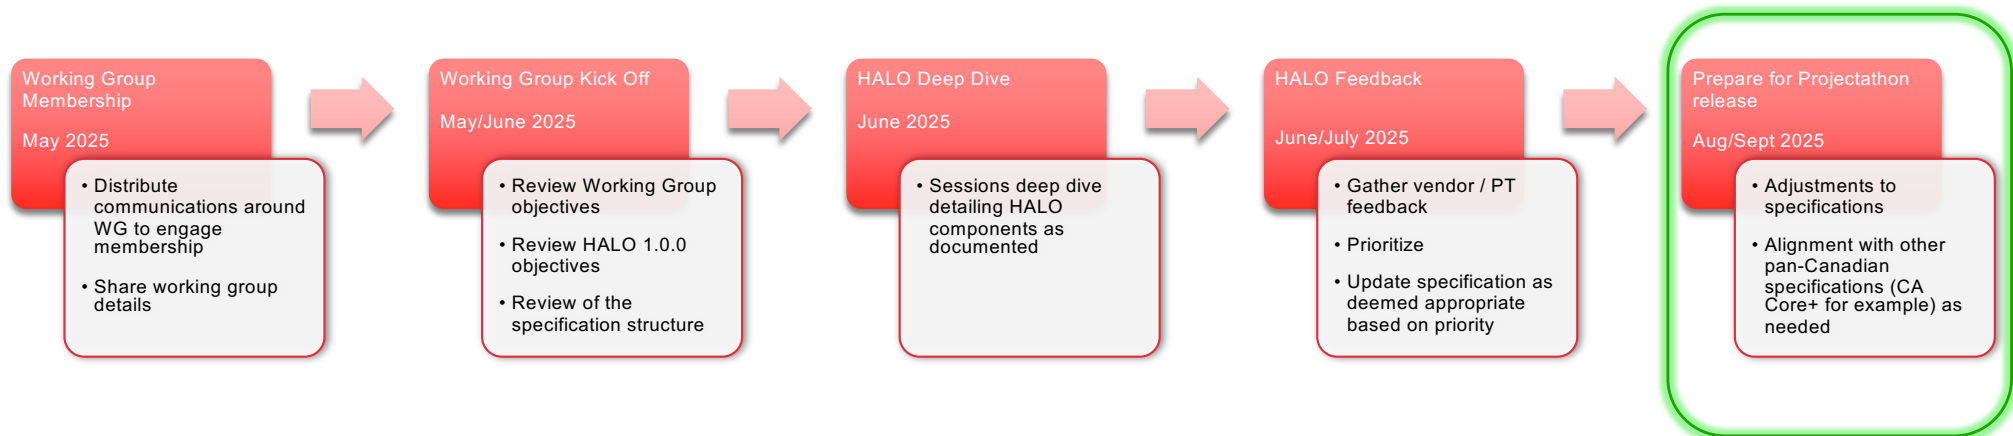 Working Group
Membership
May 2025
• Distribute
communications around
WG to engage
membership
• Share working group
details
Working Group Kick Off
May/June 2025
• Review Working Group
objectives
• Review HALO 1.0.0
objectives
• Review of the
specification structure
HALO Deep Dive
June 2025
• Sessions deep dive
detailing HALO
components as
documented
HALO Feedback
June/July 2025
• Gather vendor / PT
feedback
• Prioritize
• Update specification as
deemed appropriate
based on priority
Prepare for Projectathon
release
Aug/Sept 2025
• Adjustments to
specifications
• Alignment with other
pan-Canadian
specifications (CA
Core+ for example) as
needed